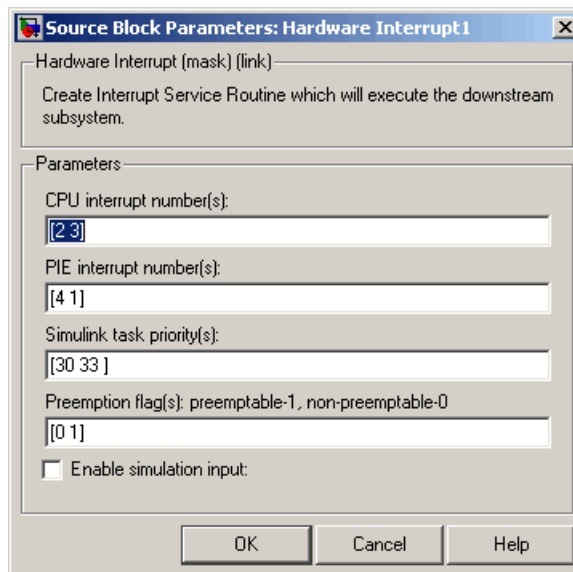 Source Block Parameters: Hardware Interrupt1
Hardware Interrupt (mask) (link)
Create Interrupt Service Routine which will execute the downstream
subsystem.
Parameters
CPU interrupt number(s):
[2 3]
PIE interrupt number(s):
[4 1]
Simulink task priority(s):
[30 33 ]
Preemption flag(s): preemptable-1, non-preemptable-0
[0 1]
Enable simulation input:
OK Cancel Help